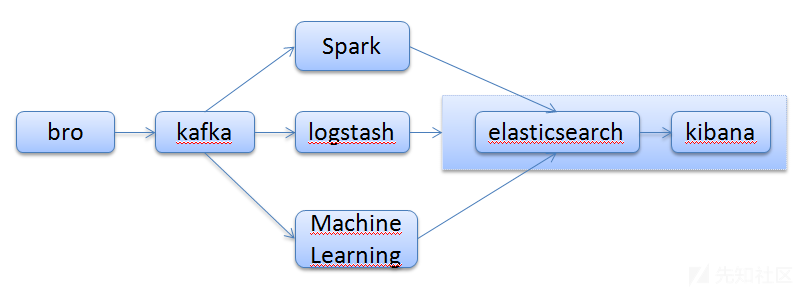 Spark
bro
kafka
logstash
elasticsearch
kibana
Machine
Learning
先知社区